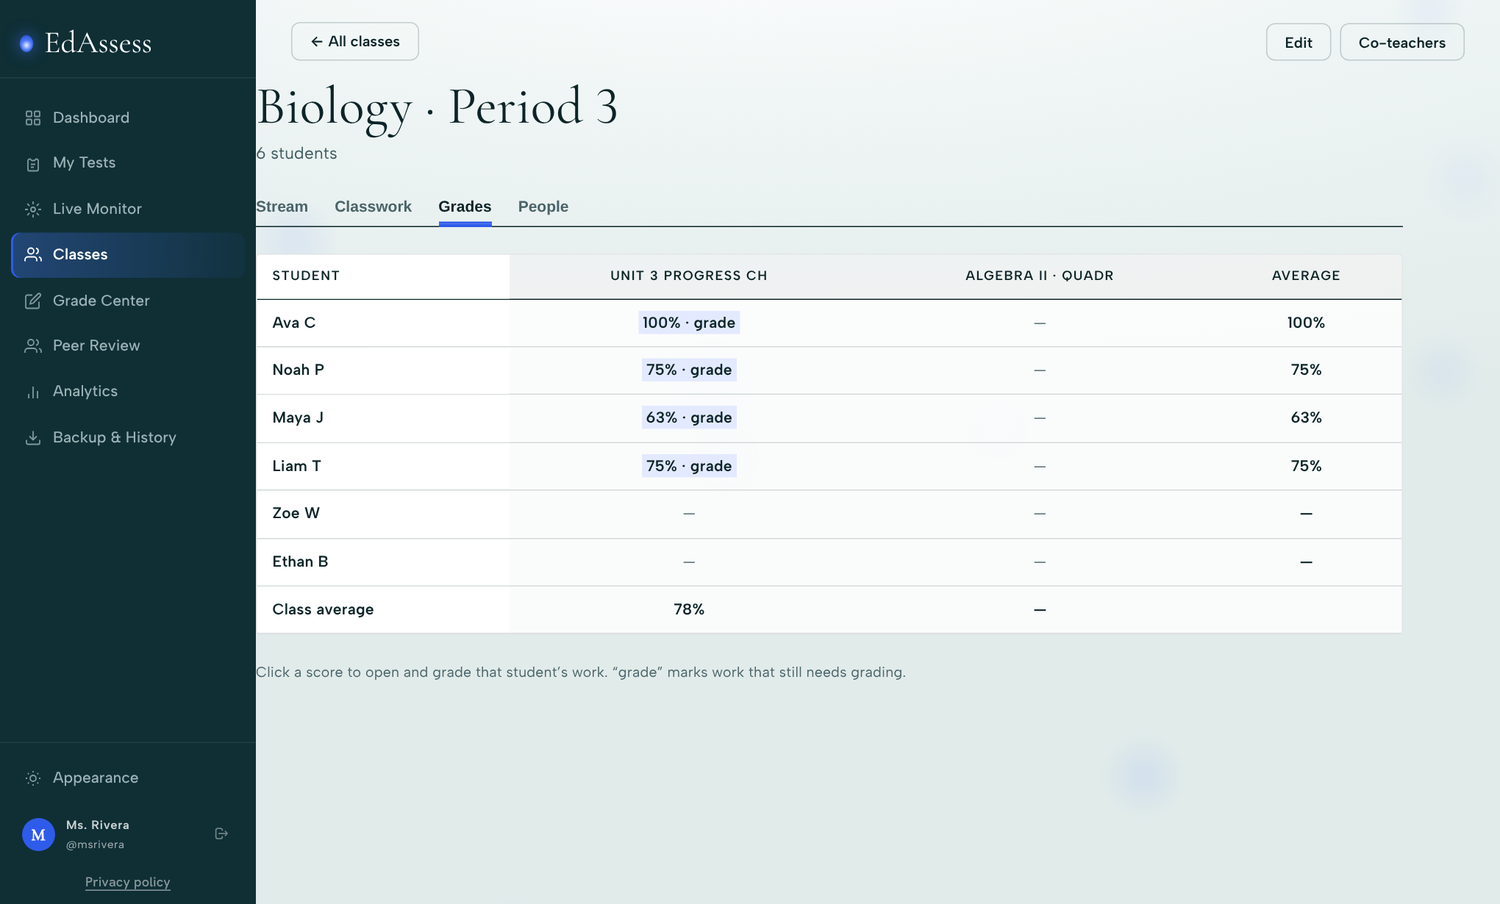 EdAssess
Dashboard
My Tests
Live Monitor
Classes
Grade Center
Peer Review
Analytics
Backup & History
Appearance
M
Ms. Rivera
@msrivera
Privacy policy
← All classes
Edit
Co-teachers
Biology · Period 3
6 students
Stream Classwork Grades People
STUDENT UNIT 3 PROGRESS CH ALGEBRA II · QUADR AVERAGE
Ava C 100% · grade — 100%
Noah P 75% · grade — 75%
Maya J 63% · grade — 63%
Liam T 75% · grade — 75%
Zoe W — — —
Ethan B — — —
Class average 78% —
Click a score to open and grade that student’s work. “grade” marks work that still needs grading.